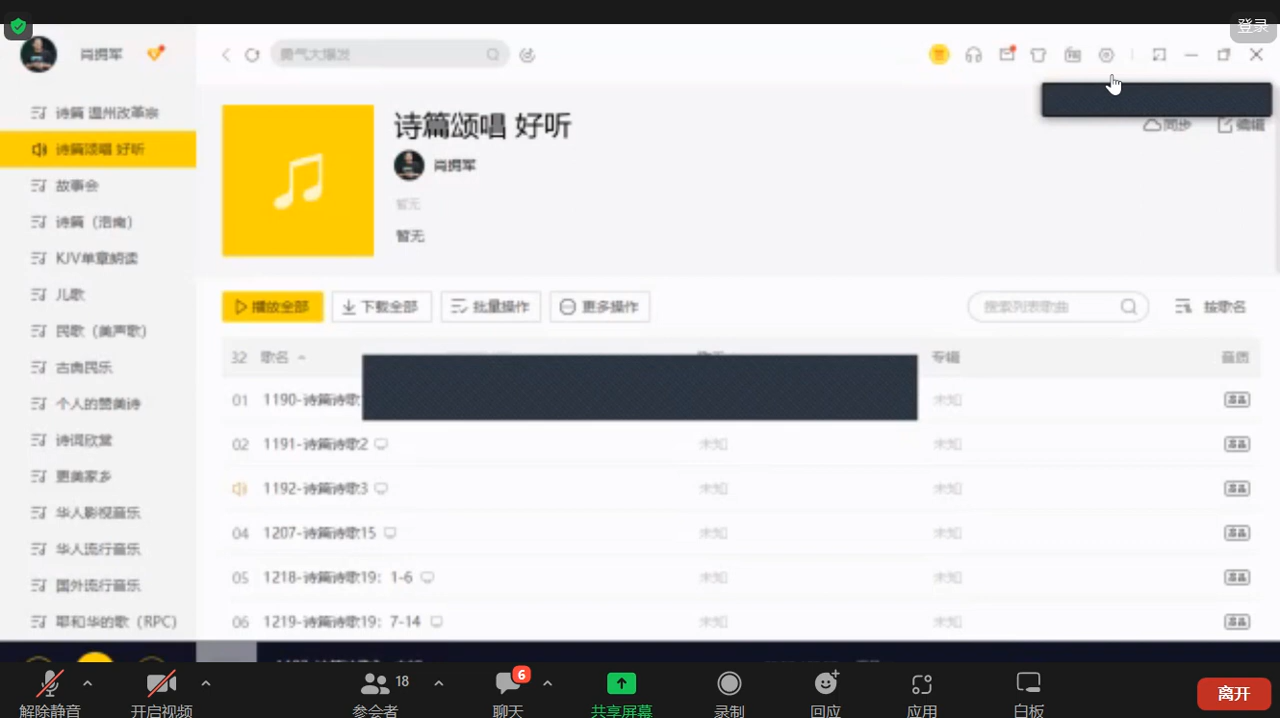 登录
肖拥军
勇气大爆发
诗篇 温州改革宗
诗篇颂唱 好听
故事会
诗篇（洛南）
KJV单章朗读
儿歌
民歌（美声歌）
古典民乐
个人的赞美诗
诗词欣赏
更美家乡
华人影视音乐
华人流行音乐
国外流行音乐
耶和华的歌（RPC）
诗篇颂唱 好听
肖拥军
暂无
暂无
同步 编辑
播放全部 下载全部 批量操作 更多操作 搜索列表歌曲 按歌名
32 歌名 专辑 音质
01 1190-诗篇诗歌 未知
02 1191-诗篇诗歌2 未知 未知
1192-诗篇诗歌3 未知 未知
04 1207-诗篇诗歌15 未知 未知
05 1218-诗篇诗歌19：1-6 未知 未知
06 1219-诗篇诗歌19：7-14 未知 未知
18 6
解除静音 开启视频 参会者 聊天 共享屏幕 录制 回应 应用 白板 离开